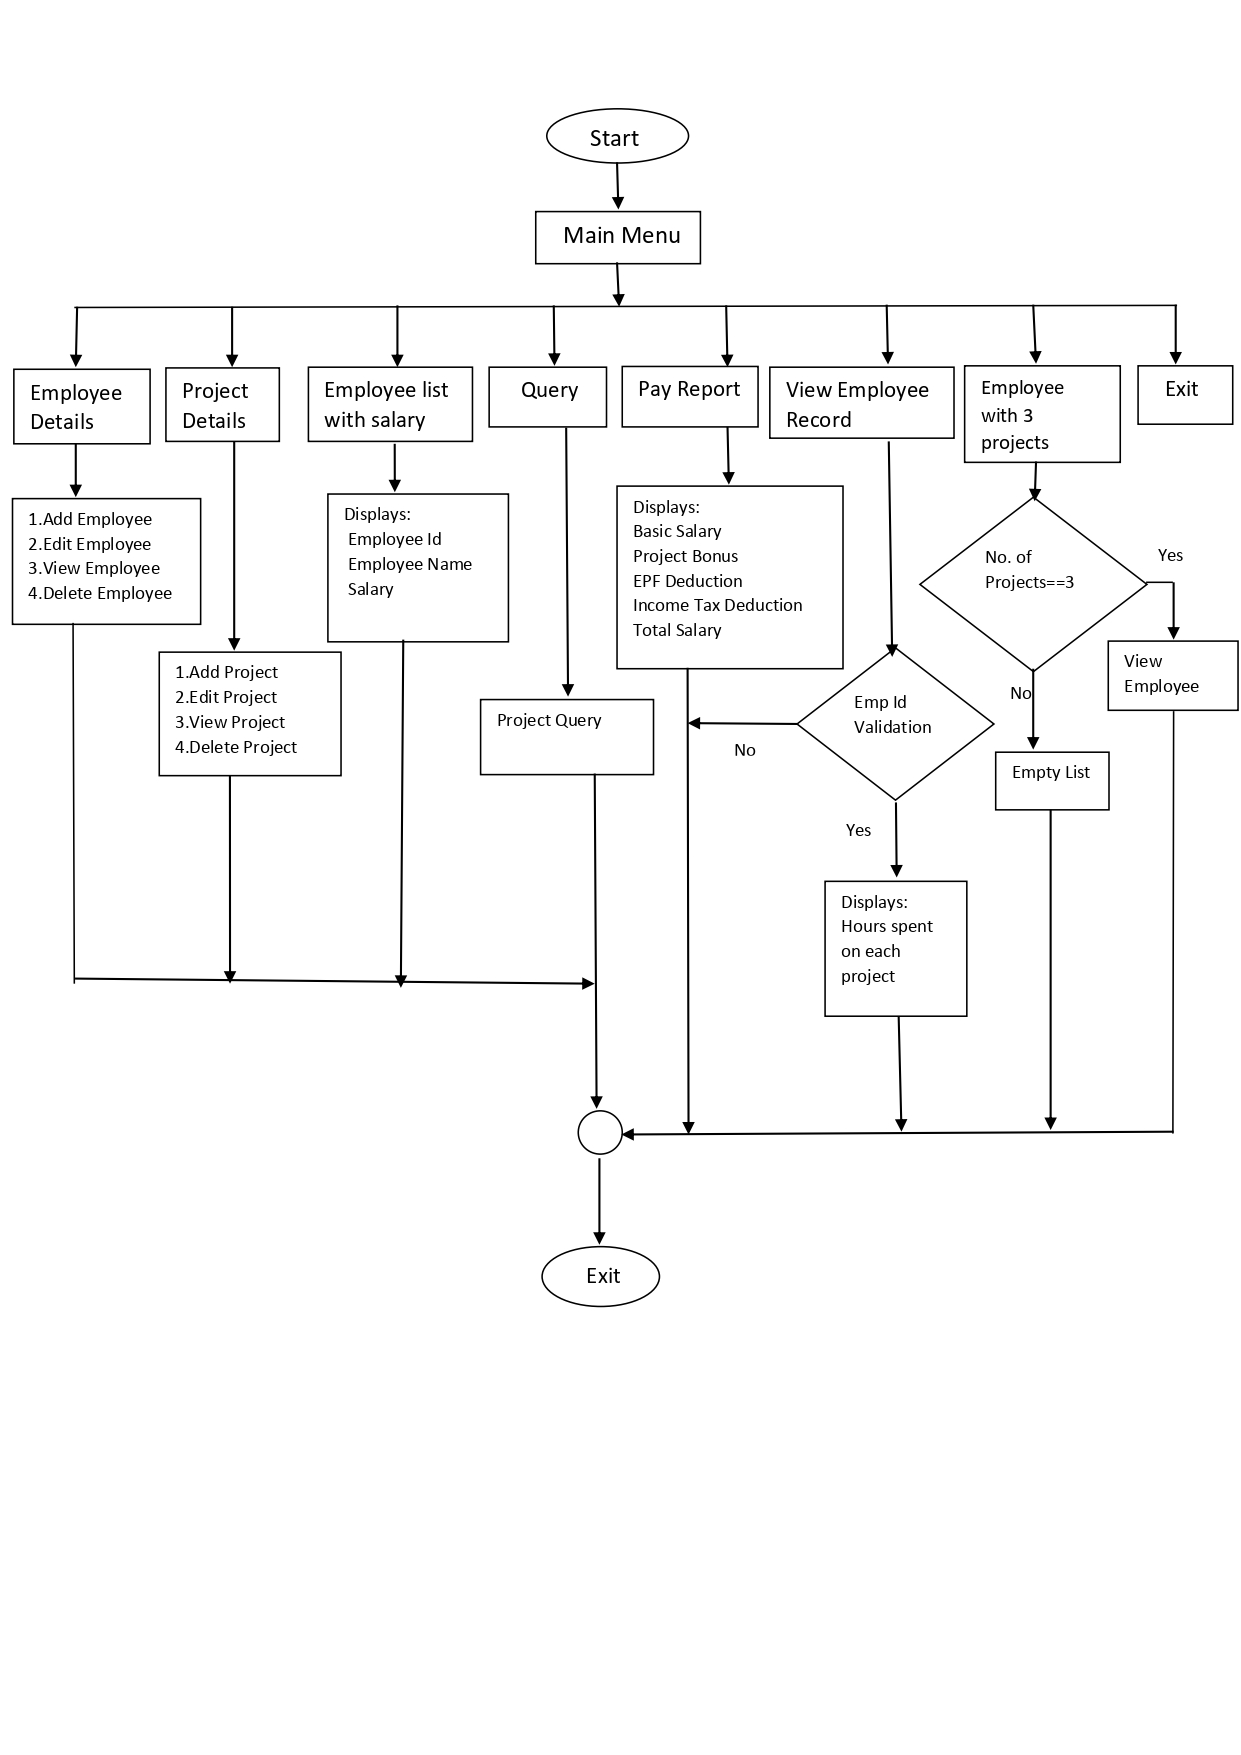 Start
Main Menu
Employee
Details
Project
Details
Employee list
with salary
Query
Pay Report
View Employee
Record
Employee
with 3
projects
Exit
1.Add Employee
2.Edit Employee
3.View Employee
4.Delete Employee
Displays:
Employee Id
Employee Name
Salary
Displays:
Basic Salary
Project Bonus
EPF Deduction
Income Tax Deduction
Total Salary
No. of
Projects==3
Yes
1.Add Project
2.Edit Project
3.View Project
4.Delete Project
Project Query
Emp Id
Validation
No
No
View
Employee
Empty List
Yes
Displays:
Hours spent
on each
project
Exit